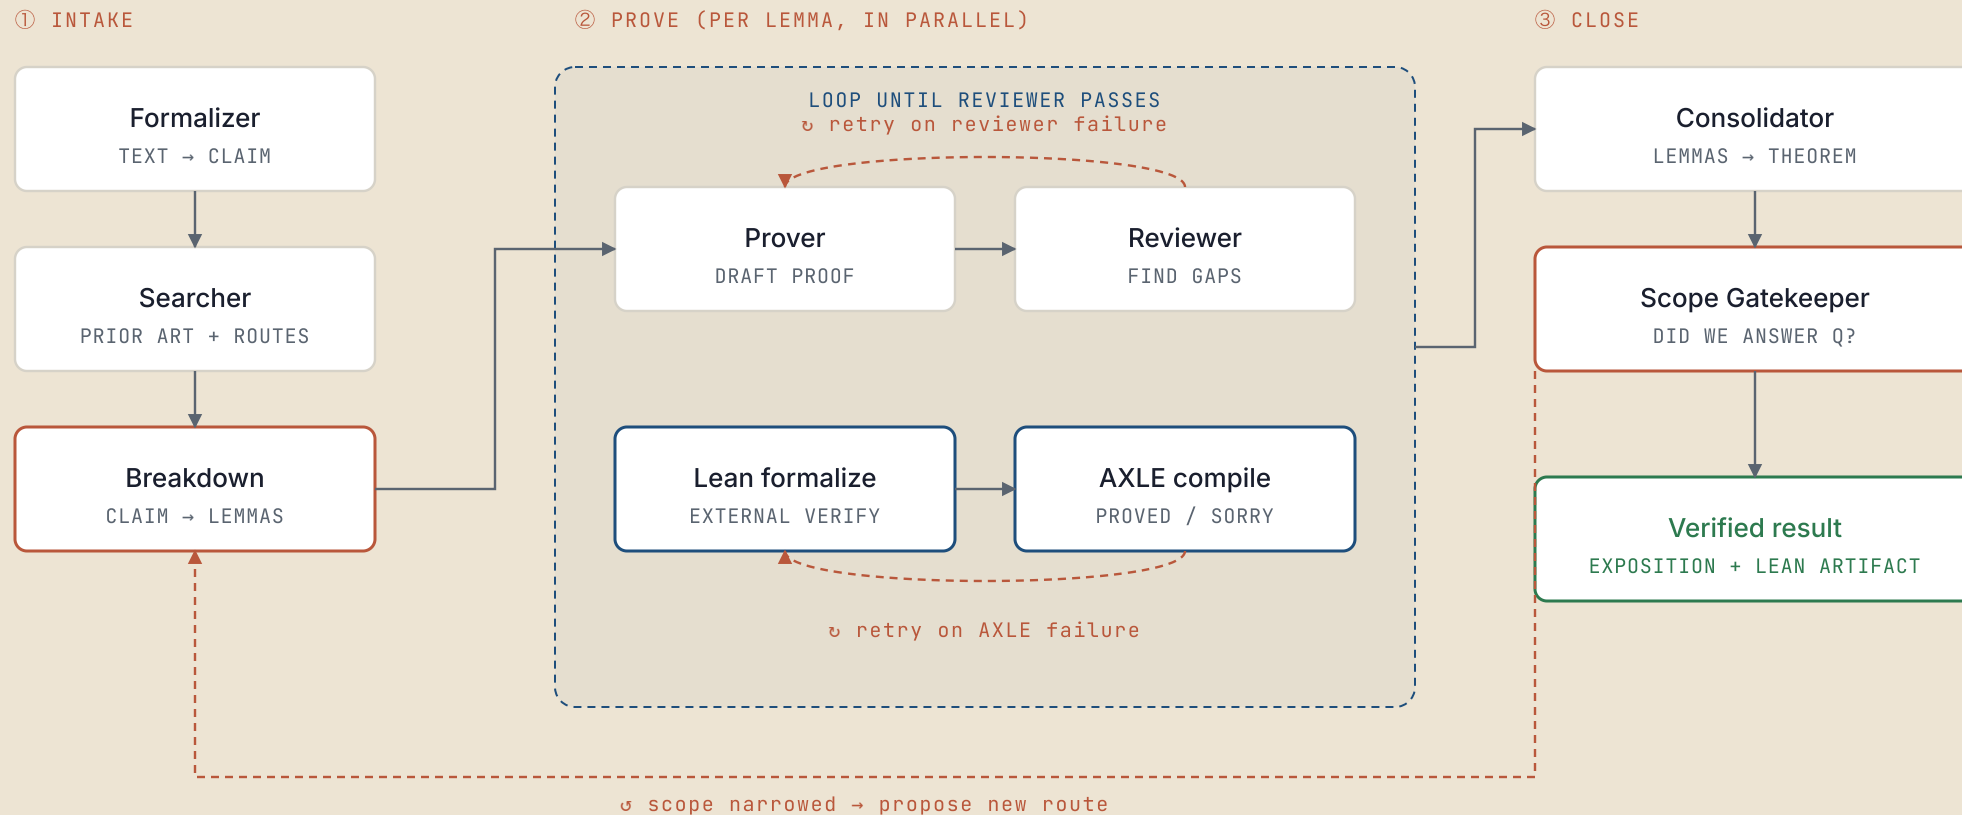 ① INTAKE
Formalizer
TEXT → CLAIM
Searcher
PRIOR ART + ROUTES
Breakdown
CLAIM → LEMMAS
② PROVE (PER LEMMA, IN PARALLEL)
LOOP UNTIL REVIEWER PASSES
↻ retry on reviewer failure
Prover
DRAFT PROOF
Reviewer
FIND GAPS
Lean formalize
EXTERNAL VERIFY
AXLE compile
PROVED / SORRY
↻ retry on AXLE failure
③ CLOSE
Consolidator
LEMMAS → THEOREM
Scope Gatekeeper
DID WE ANSWER Q?
Verified result
EXPOSITION + LEAN ARTIFACT
↺ scope narrowed → propose new route